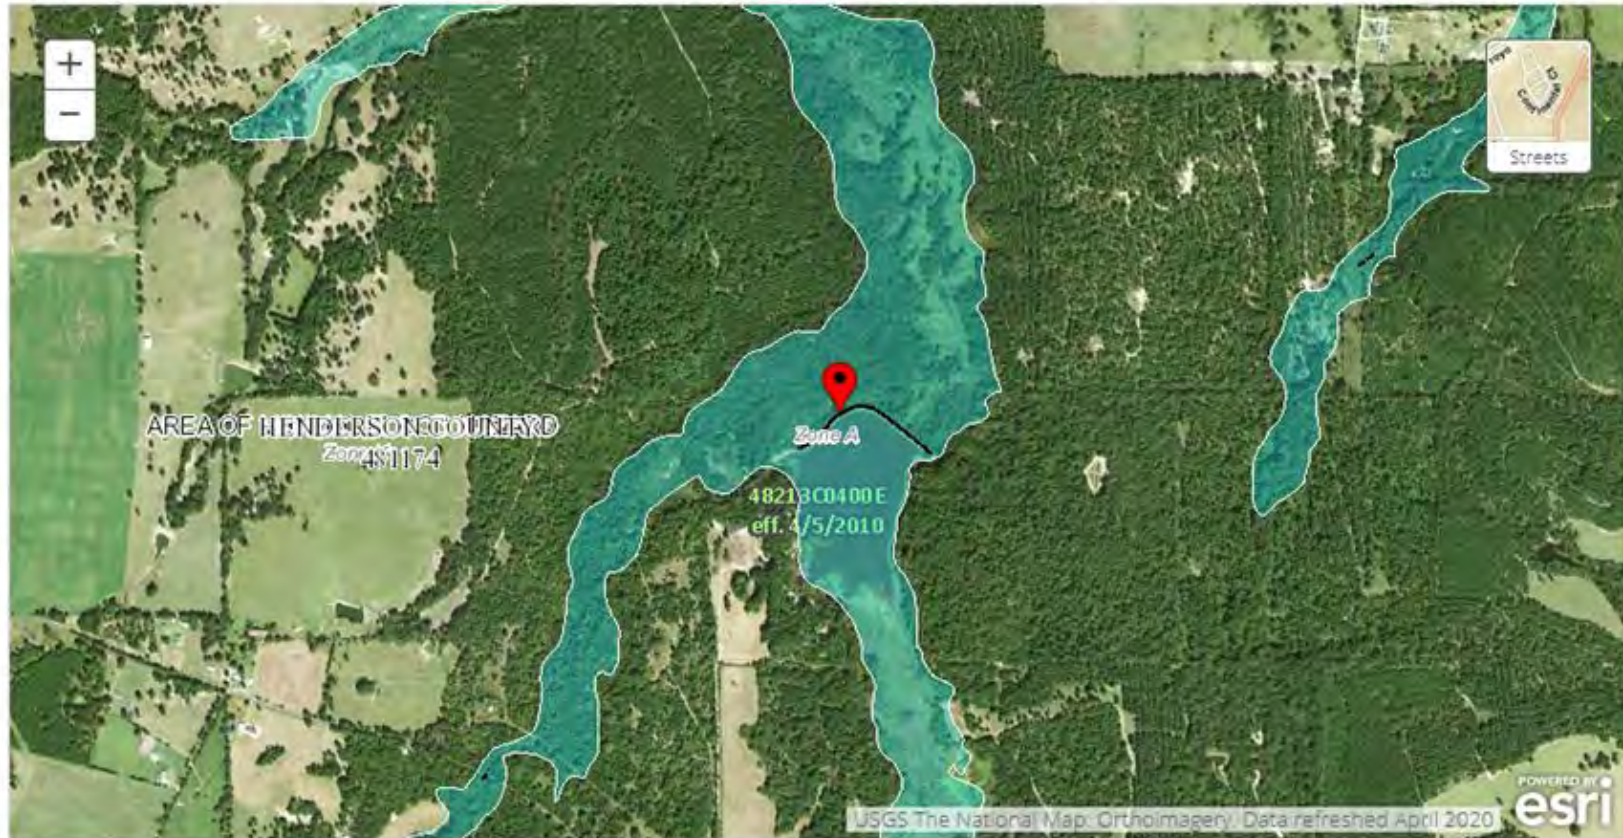 +
−
Streets
AREA OF HENDERSON COUNTY
481174
Zone A
48213C0400E
eff. 4/5/2010
USGS The National Map: Orthoimagery. Data refreshed April 2020
POWERED BY
esri